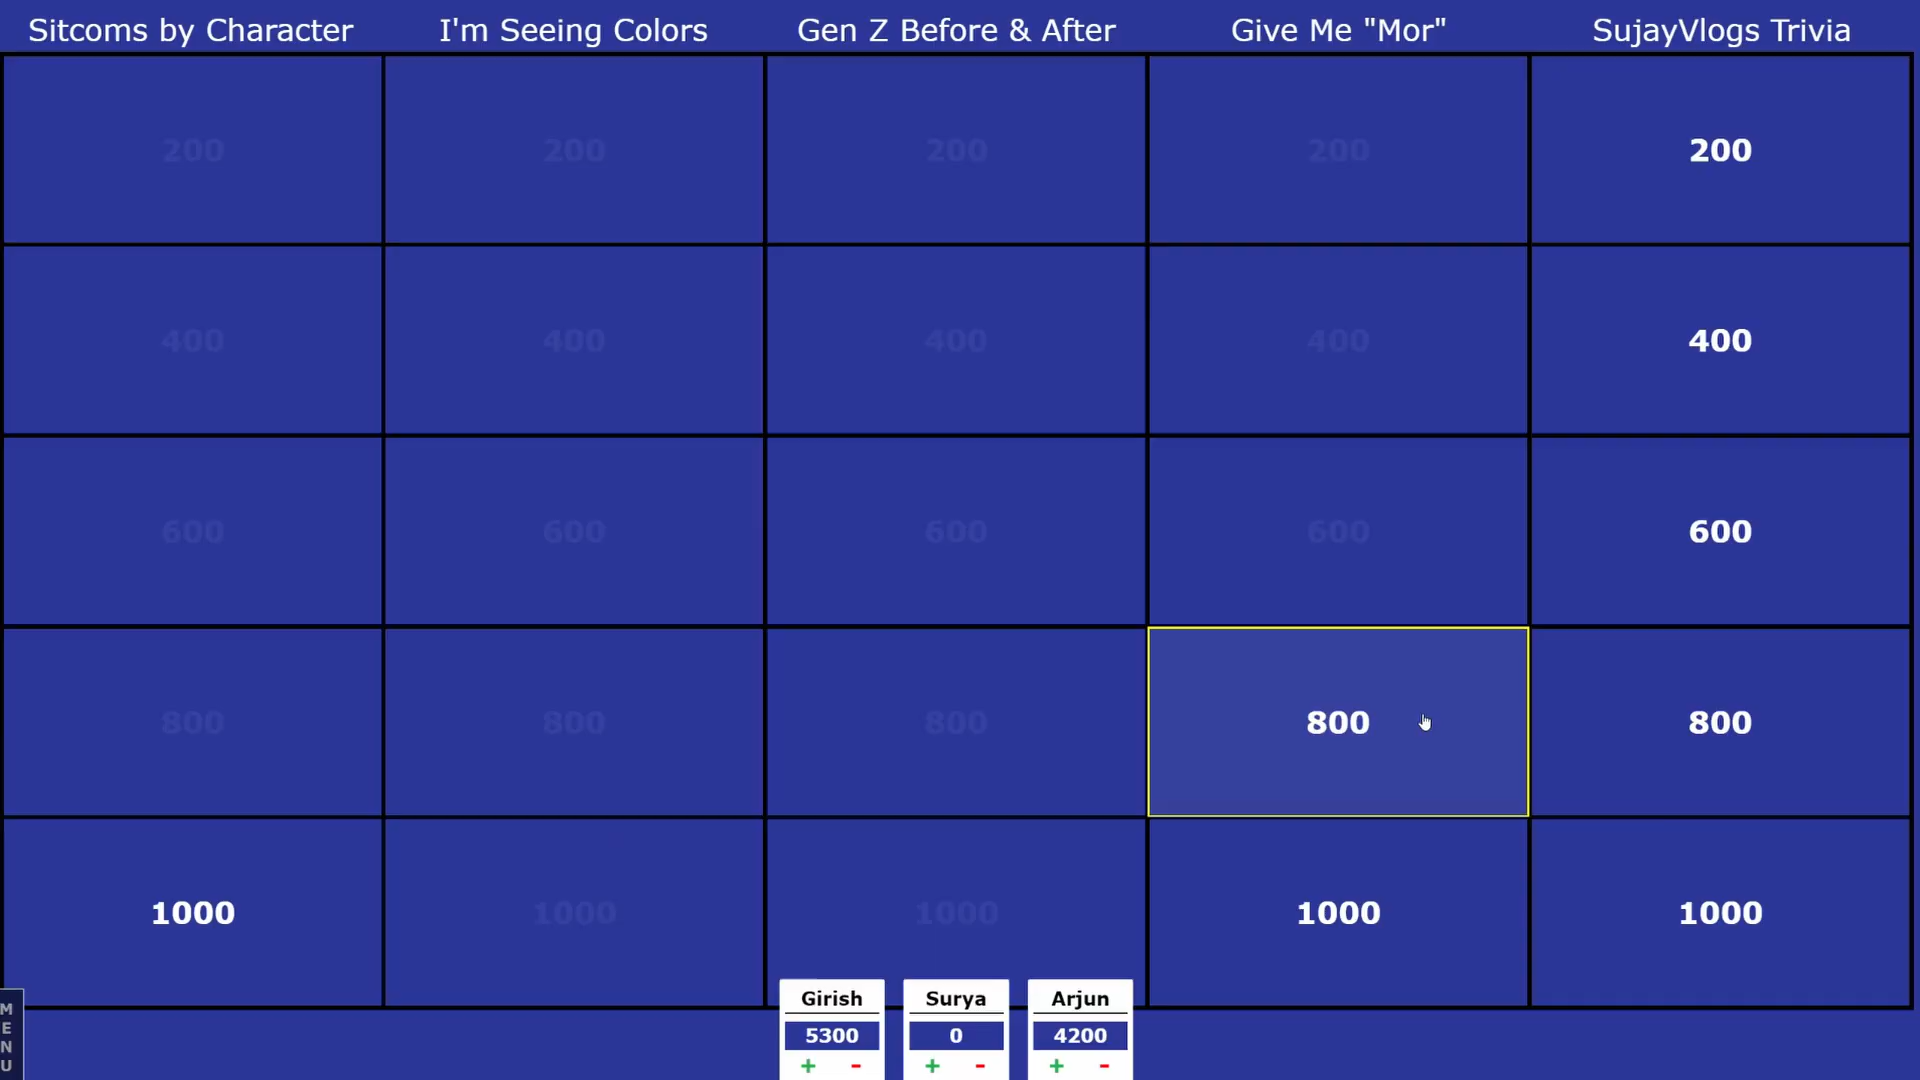 Sitcoms by Character I'm Seeing Colors Gen Z Before & After Give Me "Mor" SujayVlogs Trivia
200 200 200 200 200
400 400 400 400 400
600 600 600 600 600
800 800 800 800 800
1000 1000 1000 1000 1000
Girish Surya Arjun
5300 0 4200
+ - + - + -
MENU